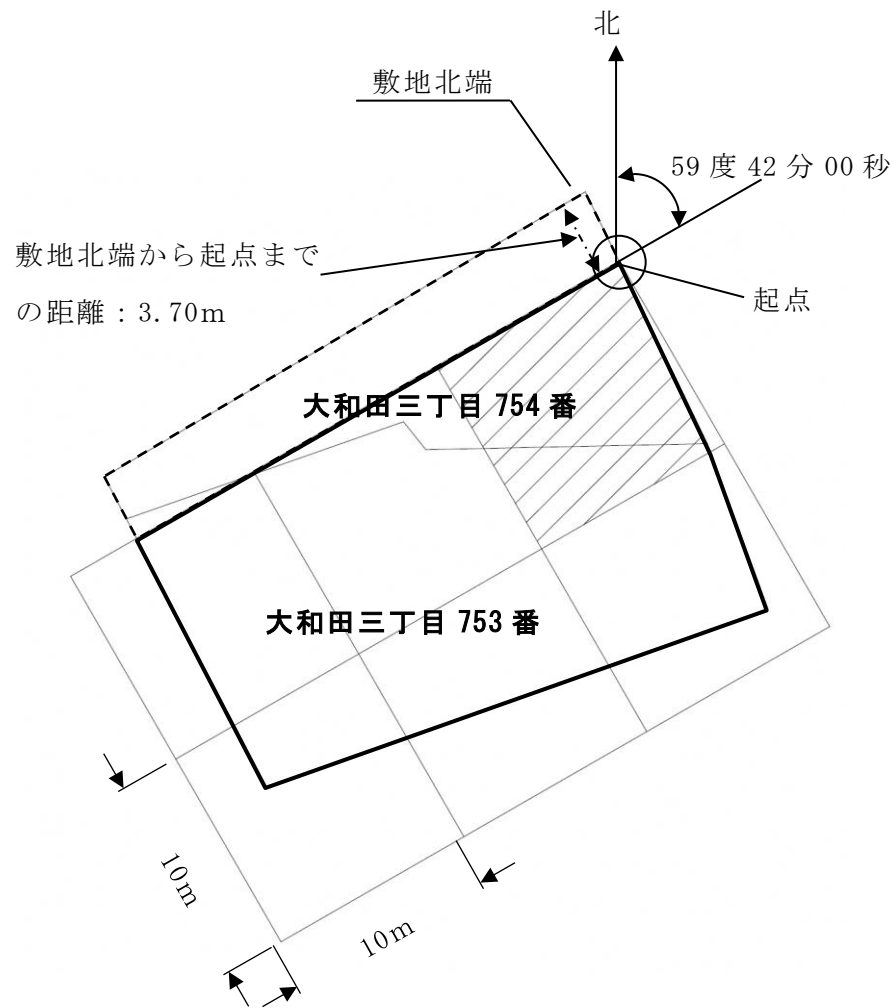 北
敷地北端
59 度 42 分 00 秒
敷地北端から起点まで
の距離：3.70m
起点
大和田三丁目 754 番
大和田三丁目 753 番
10m
10m